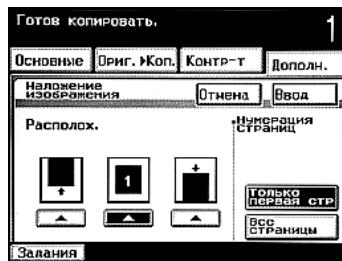 Готов копировать.
1
Основные Ориг.►Коп. Контр-т Дополн.
Наложение
изображения
Отмена Ввод
Располож.
Нумерация
страниц
1
только
первая стр
Все
страницы
Задания